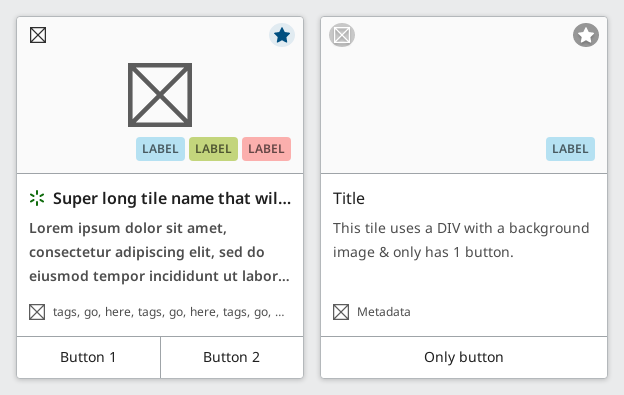 LABEL LABEL LABEL
Super long tile name that wil...
Lorem ipsum dolor sit amet,
consectetur adipiscing elit, sed do
eiusmod tempor incididunt ut labor...
tags, go, here, tags, go, here, tags, go, ...
Button 1 Button 2
LABEL
Title
This tile uses a DIV with a background
image & only has 1 button.
Metadata
Only button